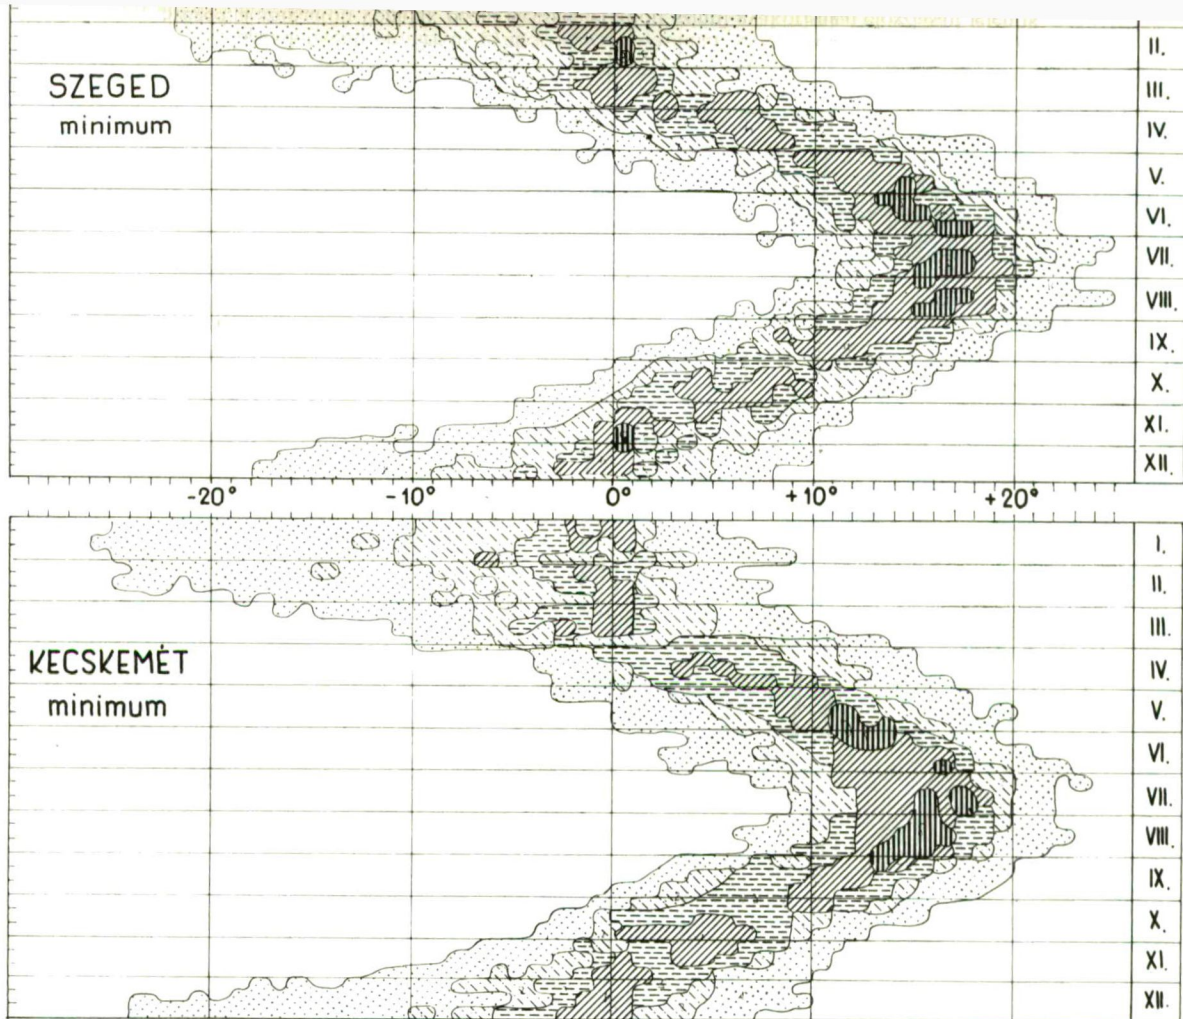 SZEGED
minimum
II.
III.
IV.
V.
VI.
VII.
VIII.
IX.
X.
XI.
XII.
-20° -10° 0° +10° +20°
KECSKEMÉT
minimum
I.
II.
III.
IV.
V.
VI.
VII.
VIII.
IX.
X.
XI.
XII.